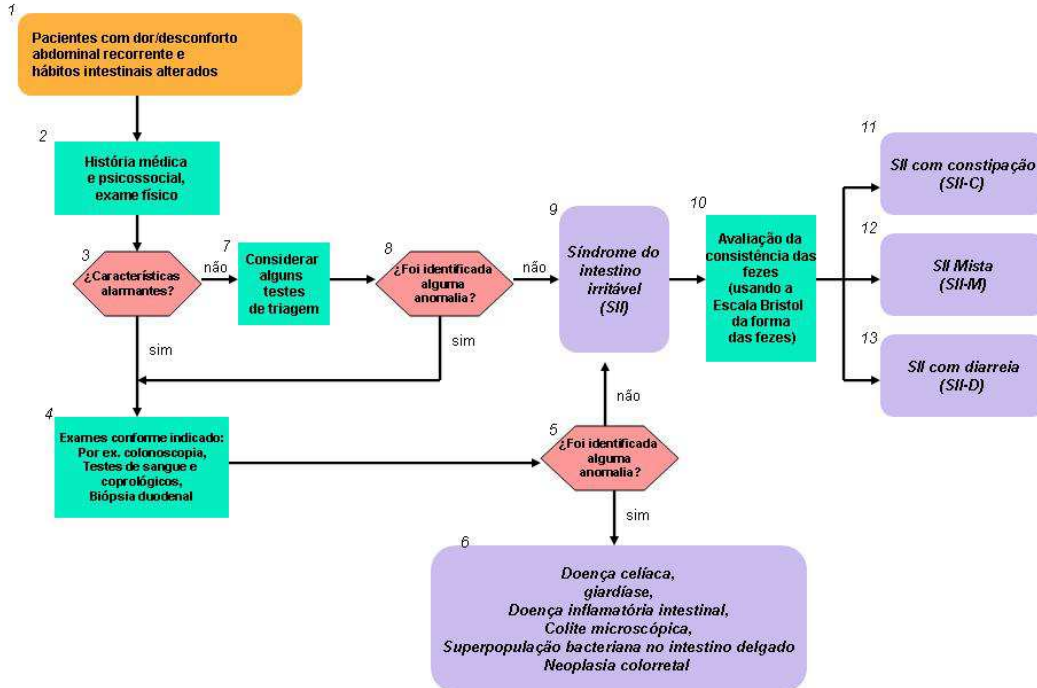 1
Pacientes com dor/desconforto
abdominal recorrente e
hábitos intestinais alterados
2
História médica
e psicossocial,
exame físico
3
¿Características
alarmantes?
não
sim
7
Considerar
alguns
testes
de triagem
8
¿Foi identificada
alguma
anomalia?
não
sim
9
Síndrome do
intestino
irritável
(SII)
10
Avaliação da
consistência das
fezes
(usando a
Escala Bristol
da forma
das fezes)
11
SII com constipação
(SII-C)
12
SII Mista
(SII-M)
13
SII com diarreia
(SII-D)
4
Exames conforme indicado:
Por ex. colonoscopia,
Testes de sangue e
coprológicos,
Biópsia duodenal
5
¿Foi identificada
alguma
anomalia?
não
sim
6
Doença celíaca,
giardíase,
Doença inflamatória intestinal,
Colite microscópica,
Superpopulação bacteriana no intestino delgado
Neoplasia colorretal